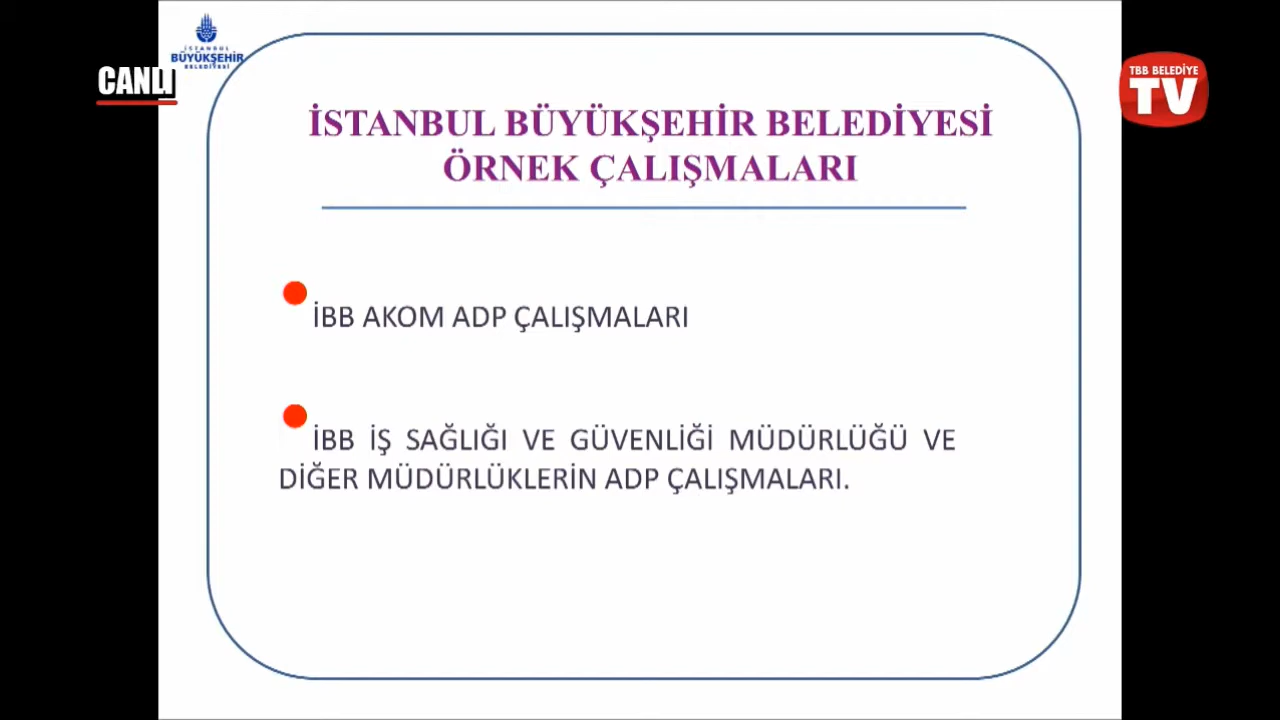 İSTANBUL
BÜYÜKŞEHİR
BELEDİYESİ
CANLI
TBB BELEDİYE
TV
İSTANBUL BÜYÜKŞEHİR BELEDİYESİ
ÖRNEK ÇALIŞMALARI
İBB AKOM ADP ÇALIŞMALARI
İBB İŞ SAĞLIĞI VE GÜVENLİĞİ MÜDÜRLÜĞÜ VE
DİĞER MÜDÜRLÜKLERİN ADP ÇALIŞMALARI.